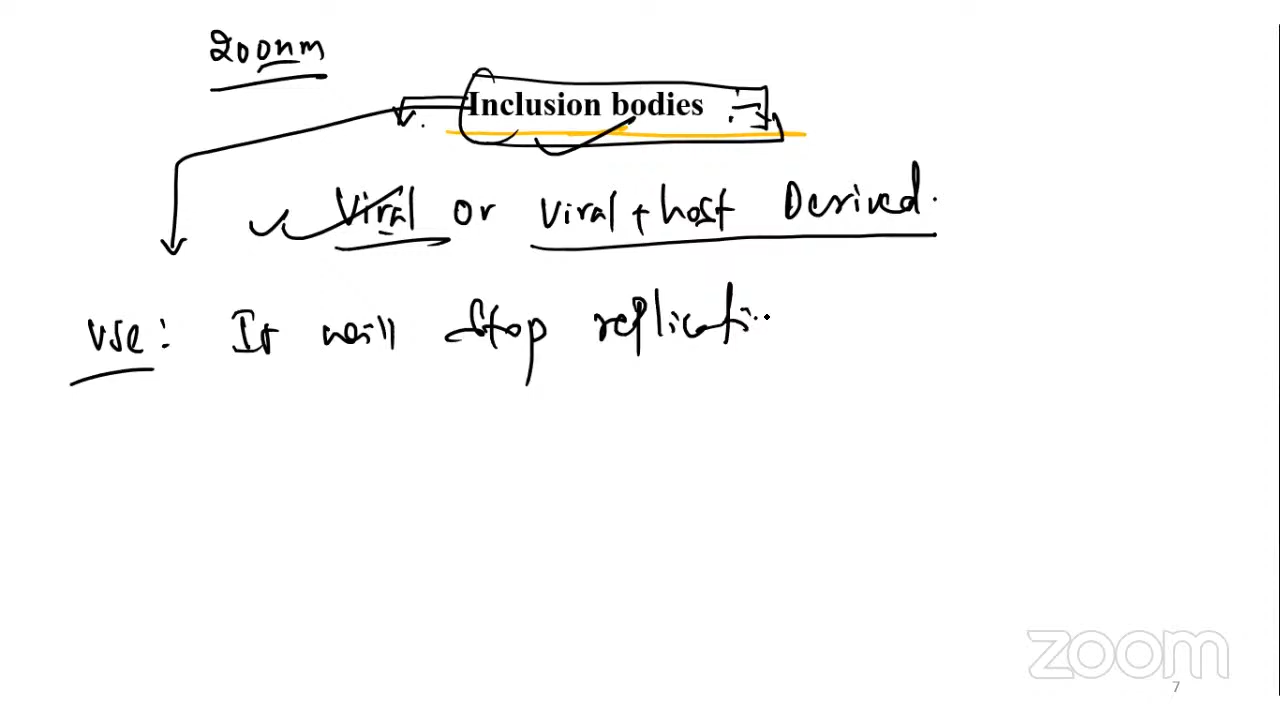 200nm
Inclusion bodies
Viral or Viral + host Derived.
Use: It will stop replicati
zoom
7